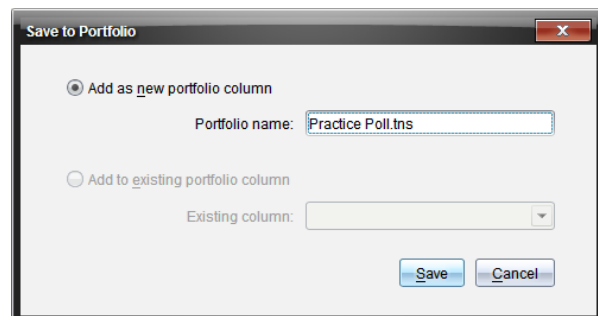 Save to Portfolio
Add as new portfolio column
Portfolio name: Practice Poll.tns
Add to existing portfolio column
Existing column:
Save Cancel